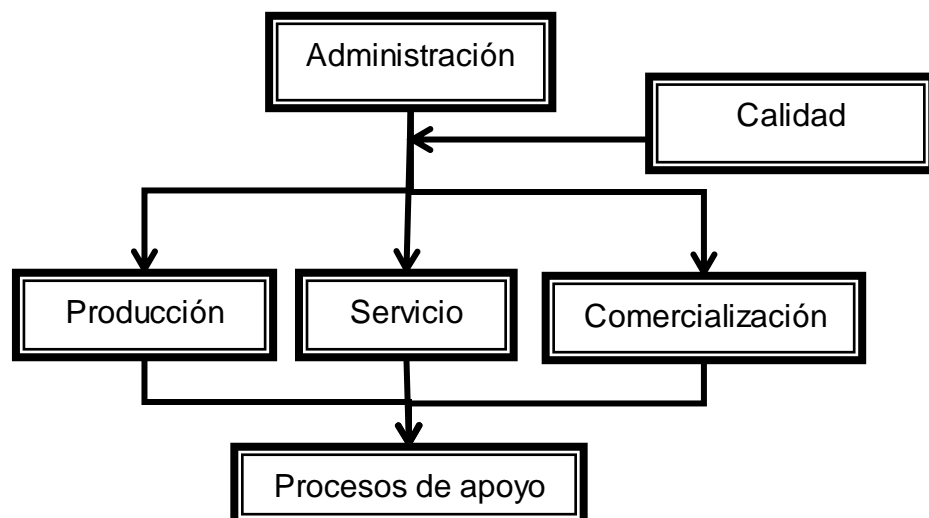 Administración
Calidad
Producción
Servicio
Comercialización
Procesos de apoyo